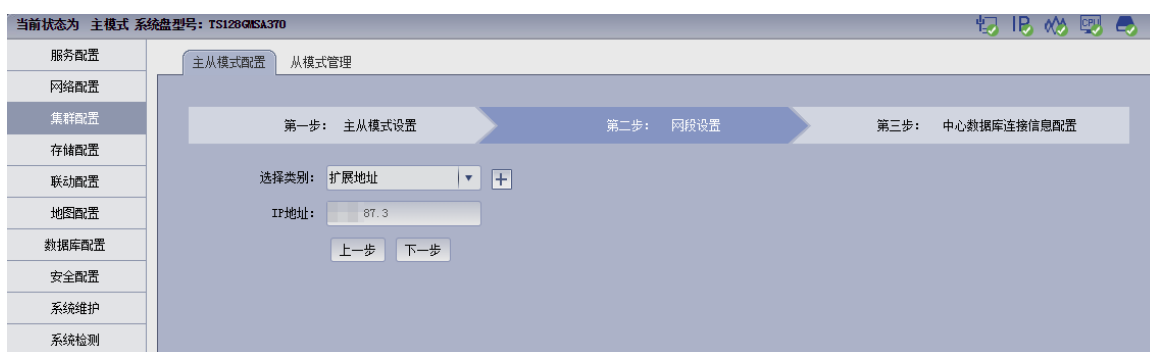 当前状态为 主模式 系统盘型号：TS128GMSA370
IP CPU
服务配置
网络配置
集群配置
存储配置
联动配置
地图配置
数据库配置
安全配置
系统维护
系统检测
主从模式配置 从模式管理
第一步： 主从模式设置 第二步： 网段设置 第三步： 中心数据库连接信息配置
选择类别： 扩展地址
IP地址： 87.3
上一步 下一步